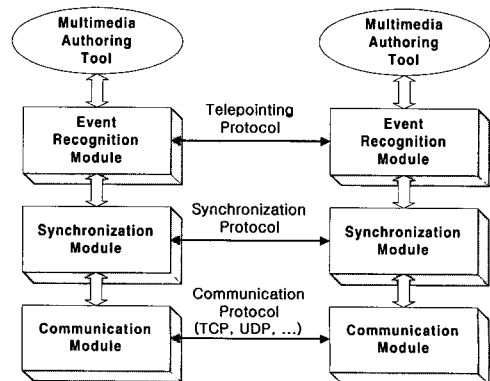 Multimedia
Authoring
Tool
Multimedia
Authoring
Tool
Event
Recognition
Module
Telepointing
Protocol
Event
Recognition
Module
Synchronization
Module
Synchronization
Protocol
Synchronization
Module
Communication
Module
Communication
Protocol
(TCP, UDP, ...)
Communication
Module